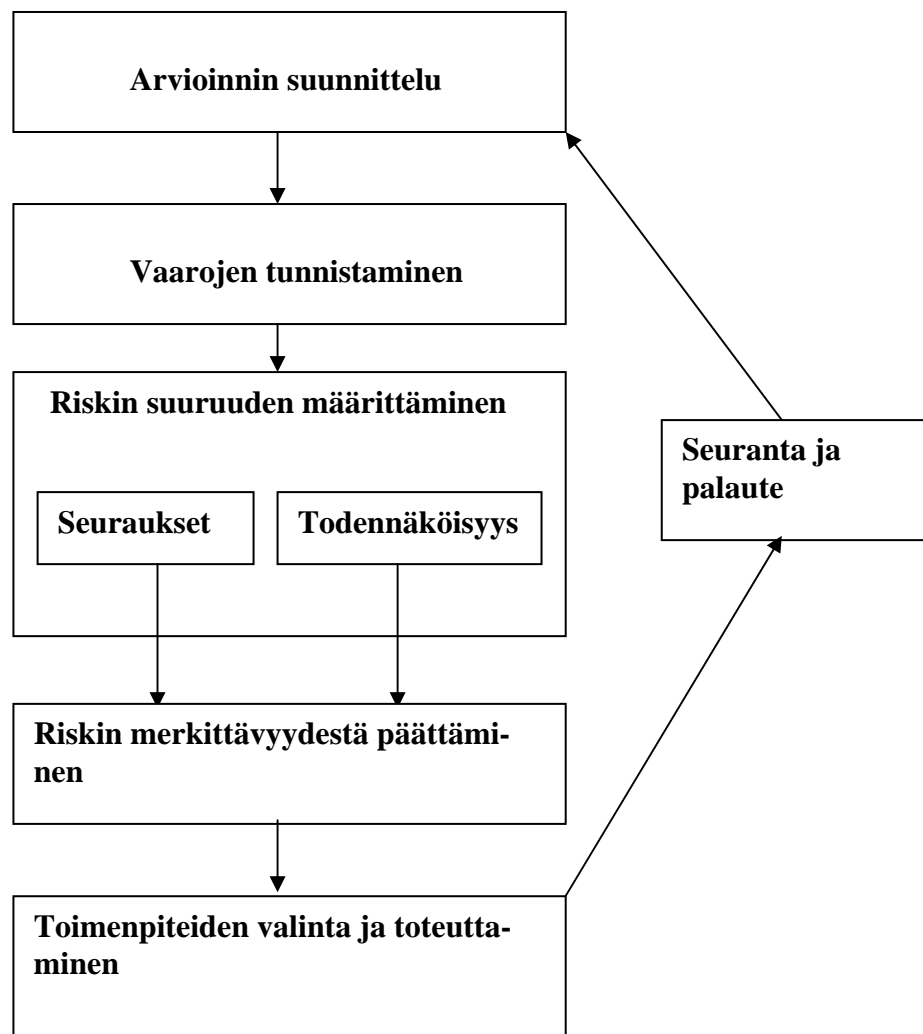 Arvioinnin suunnittelu
Vaarojen tunnistaminen
Riskin suuruuden määrittäminen
Seuraukset
Todennäköisyys
Riskin merkittävyydestä päättämi-
nen
Toimenpiteiden valinta ja toteutta-
minen
Seuranta ja
palaute